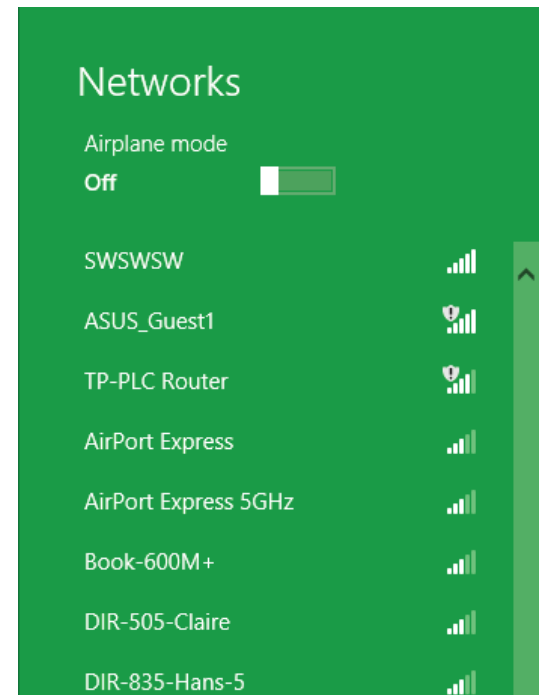 Networks
Airplane mode
Off
SWSWSW
ASUS_Guest1
TP-PLC Router
AirPort Express
AirPort Express 5GHz
Book-600M+
DIR-505-Claire
DIR-835-Hans-5